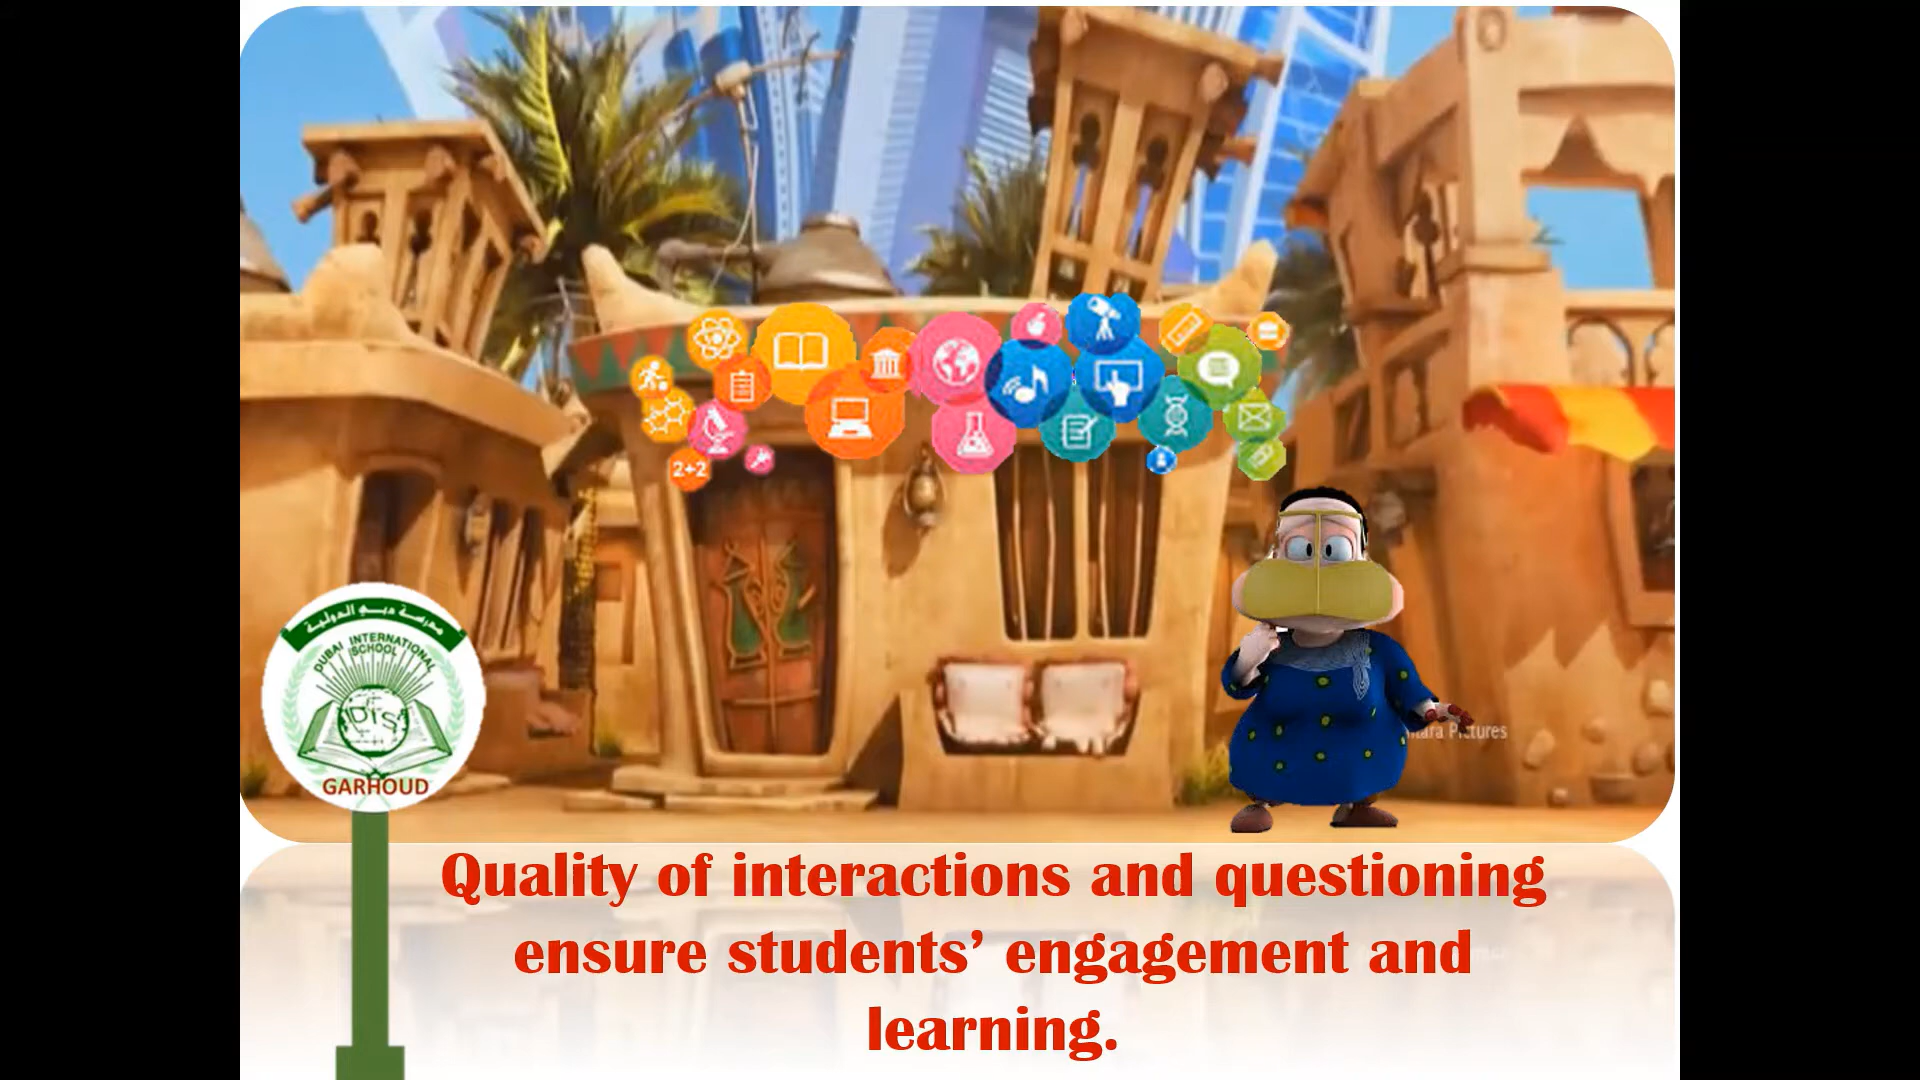 2+2
مدرسة دبي الدولية
DUBAI INTERNATIONAL
SCHOOL
DIS
GARHOUD
Pictures
Quality of interactions and questioning
ensure students’ engagement and
learning.